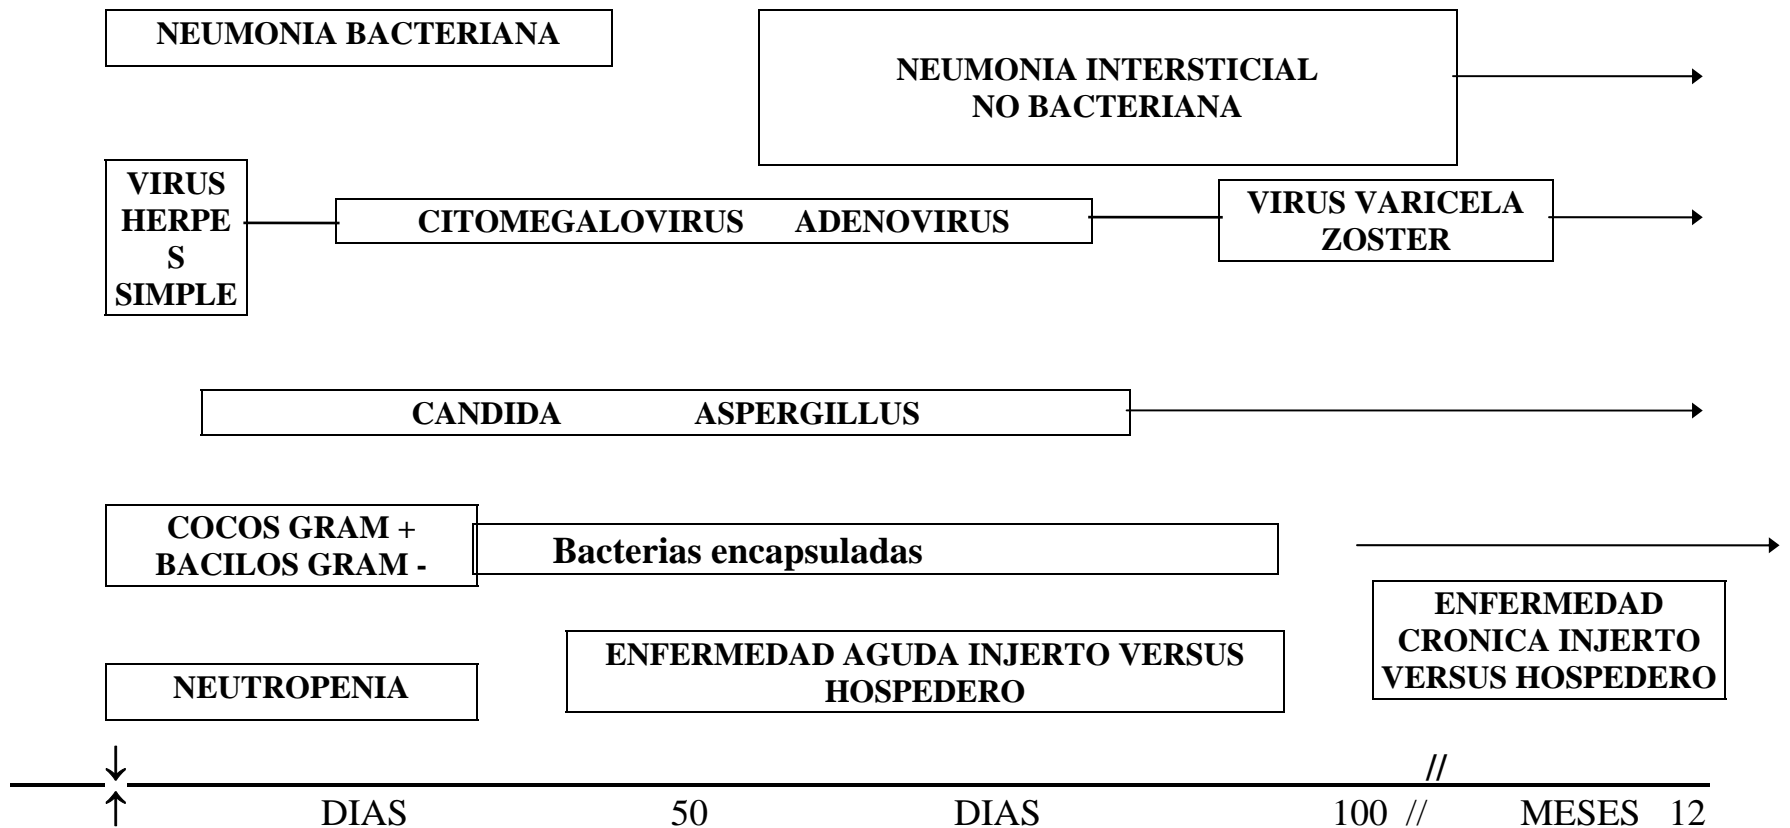 NEUMONIA BACTERIANA
NEUMONIA INTERSTICIAL
NO BACTERIANA
VIRUS
HERPE
S
SIMPLE
CITOMEGALOVIRUS ADENOVIRUS
VIRUS VARICELA
ZOSTER
CANDIDA ASPERGILLUS
COCOS GRAM +
BACILOS GRAM -
Bacterias encapsuladas
NEUTROPENIA
ENFERMEDAD AGUDA INJERTO VERSUS
HOSPEDERO
ENFERMEDAD
CRONICA INJERTO
VERSUS HOSPEDERO
//
DIAS 50 DIAS 100 // MESES 12